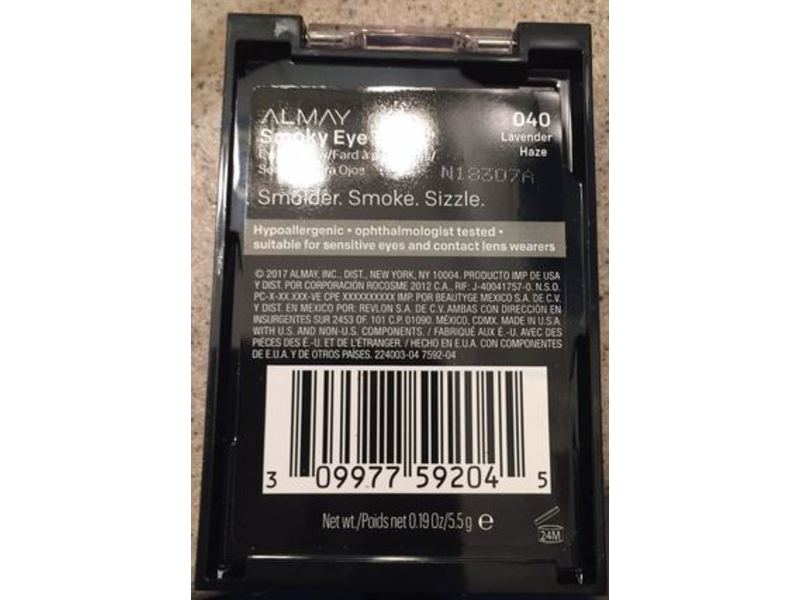 ALMAY
Smoky Eye
040
Lavender
Haze
/Fard à
Ojos
N18307A
Smolder. Smoke. Sizzle.
Hypoallergenic • ophthalmologist tested •
suitable for sensitive eyes and contact lens wearers
© 2017 ALMAY, INC., DIST., NEW YORK, NY 10004. PRODUCTO IMP DE USA
Y DIST. POR CORPORACIÓN ROCOSME 2012 C.A., RIF: J-40041757-0. N.S.O.
PC-X-XX.XXX-VE CPE XXXXXXXXXX IMP. POR BEAUTYGE MEXICO S.A. DE C.V.
Y DIST. EN MEXICO POR: REVLON S.A. DE C.V. AMBAS CON DIRECCIÓN EN
INSURGENTES SUR 2453 OF. 101 C.P. 01090. MÉXICO, CDMX. MADE IN U.S.A.
WITH U.S. AND NON-U.S. COMPONENTS. / FABRIQUÉ AUX É.-U. AVEC DES
PIÈCES DES É.-U. ET DE L'ÉTRANGER. / HECHO EN E.U.A. CON COMPONENTES
DE E.U.A. Y DE OTROS PAÍSES. 224003-04 7592-04
3 09977 59204 5
Net wt./Poids net 0.19 Oz/5.5 g e
24M